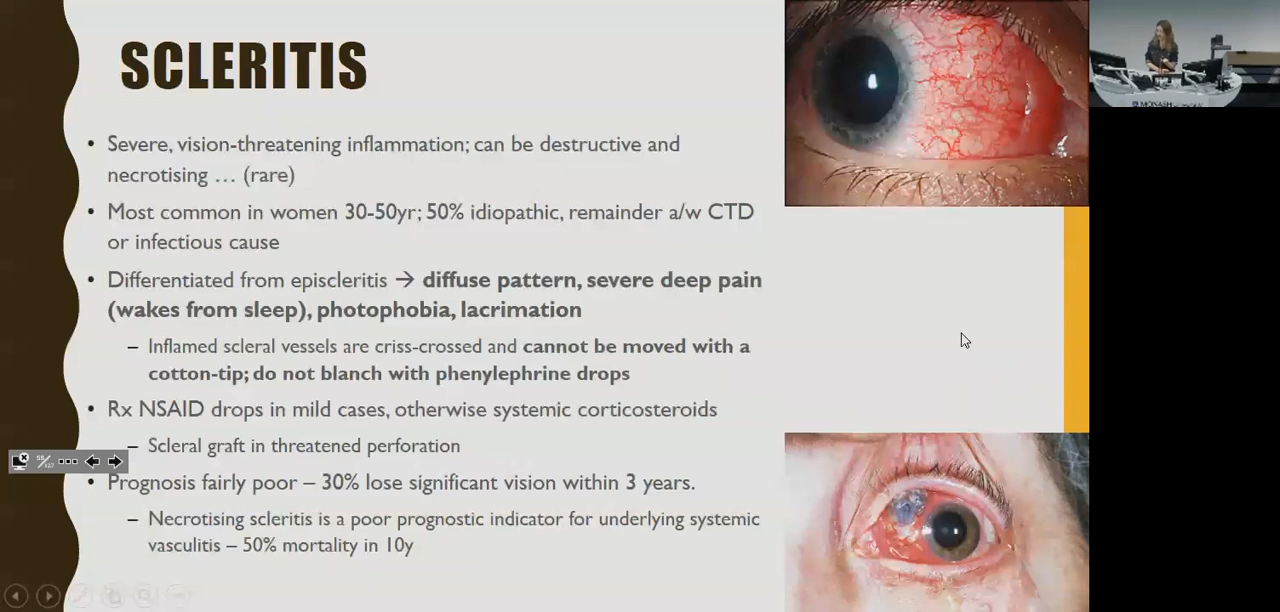 SCLERITIS
• Severe, vision-threatening inflammation; can be destructive and
necrotising … (rare)
• Most common in women 30-50yr; 50% idiopathic, remainder a/w CTD
or infectious cause
• Differentiated from episcleritis → diffuse pattern, severe deep pain
(wakes from sleep), photophobia, lacrimation
– Inflamed scleral vessels are criss-crossed and cannot be moved with a
cotton-tip; do not blanch with phenylephrine drops
• Rx NSAID drops in mild cases, otherwise systemic corticosteroids
– Scleral graft in threatened perforation
• Prognosis fairly poor – 30% lose significant vision within 3 years.
– Necrotising scleritis is a poor prognostic indicator for underlying systemic
vasculitis – 50% mortality in 10y
MONASH